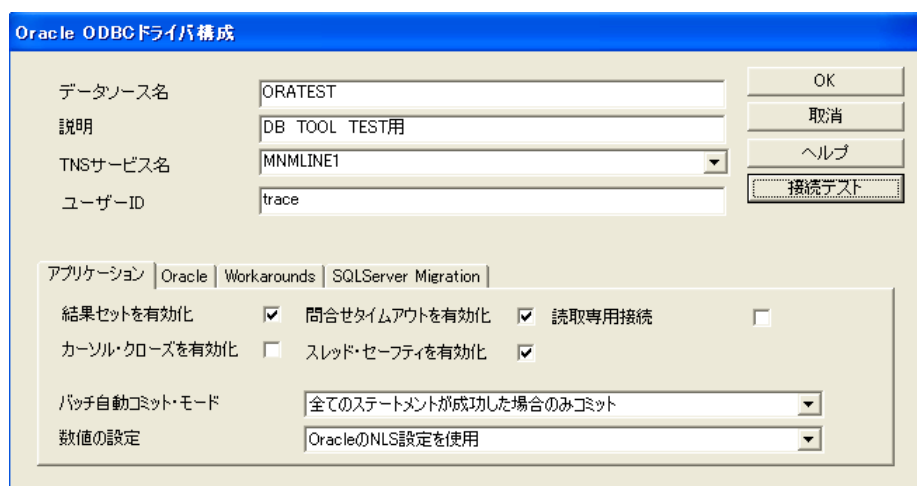 Oracle ODBCドライバ構成
データソース名 ORATEST OK
説明 DB TOOL TEST用 取消
TNSサービス名 MNMLINE1 ヘルプ
ユーザーID trace 接続テスト
アプリケーション Oracle Workarounds SQLServer Migration
結果セットを有効化 問合せタイムアウトを有効化 読取専用接続
カーソル・クローズを有効化 スレッド・セーフティを有効化
バッチ自動コミット・モード 全てのステートメントが成功した場合のみコミット
数値の設定 OracleのNLS設定を使用